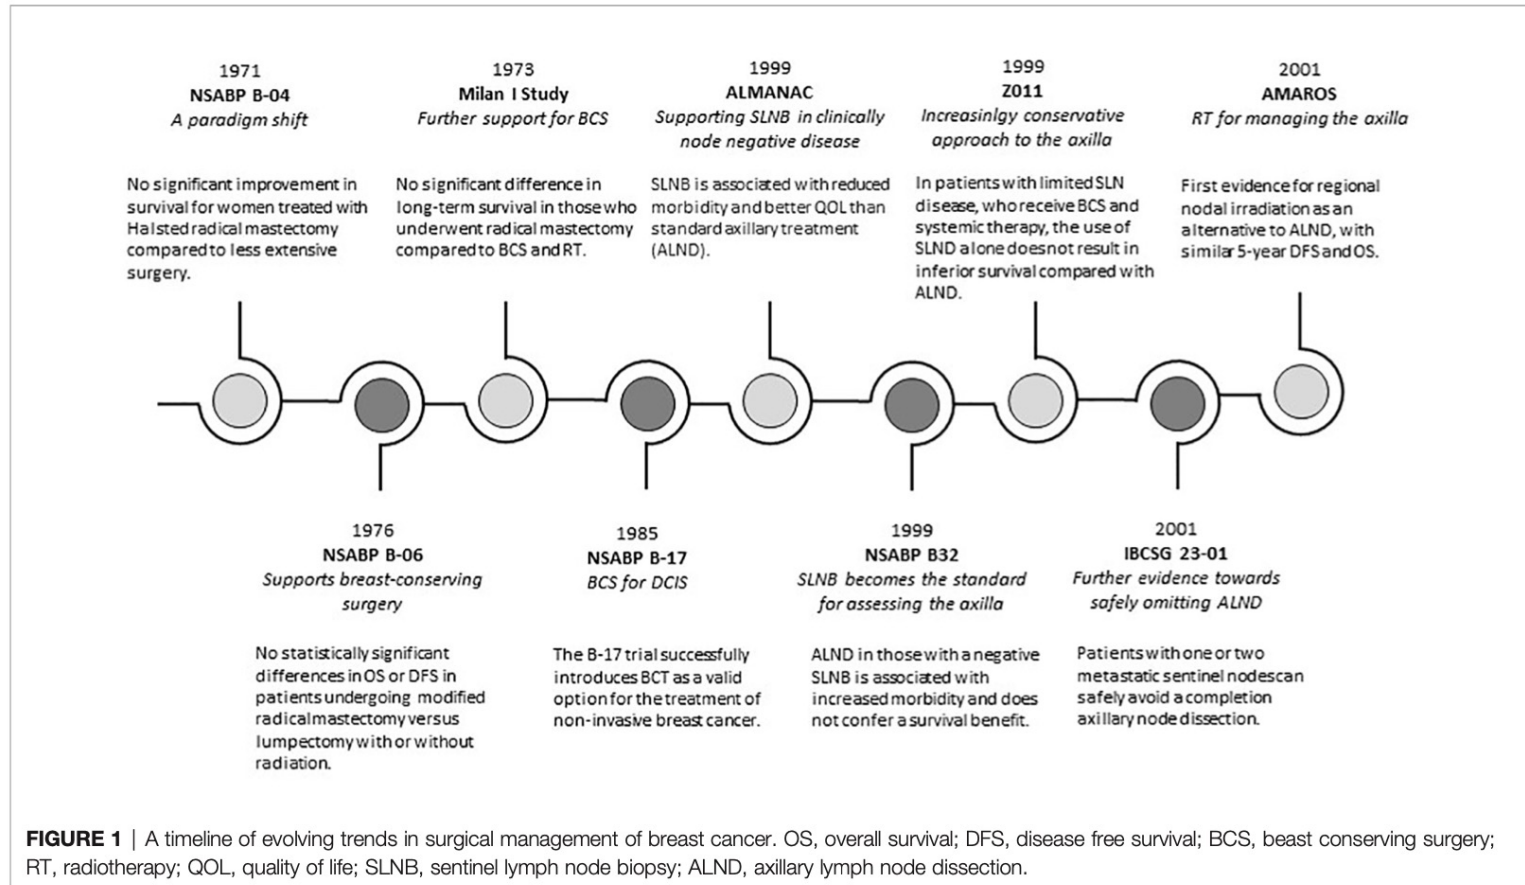 1971
NSABP B-04
A paradigm shift
No significant improvement in
survival for women treated with
Halsted radical mastectomy
compared to less extensive
surgery.
1973
Milan I Study
Further support for BCS
No significant difference in
long-term survival in those who
underwent radical mastectomy
compared to BCS and RT.
1999
ALMANAC
Supporting SLNB in clinically
node negative disease
SLNB is associated with reduced
morbidity and better QOL than
standard axillary treatment
(ALND).
1999
Z011
Increasinlgy conservative
approach to the axilla
In patients with limited SLN
disease, who receive BCS and
systemic therapy, the use of
SLND alone doesnot result in
inferior survival compared with
ALND.
2001
AMAROS
RT for managing the axilla
First evidence for regional
nodal irradiation as an
alternative to ALND, with
similar 5-year DFS and OS.
1976
NSABP B-06
Supports breast-conserving
surgery
No statistically significant
differences in OS or DFS in
patients undergoing modified
radical mastectomy versus
lumpectomy with or without
radiation.
1985
NSABP B-17
BCS for DCIS
The B-17 trial successfully
introduces BCT as a valid
option for the treatment of
non-invasive breast cancer.
1999
NSABP B32
SLNB becomes the standard
for assessing the axilla
ALND in those with a negative
SLNB is associated with
increased morbidity and does
not confer a survival benefit.
2001
IBCSG 23-01
Further evidence towards
safely omitting ALND
Patients with one or two
metastatic sentinel nodes can
safely avoid a completion
axillary node dissection.
FIGURE 1 | A timeline of evolving trends in surgical management of breast cancer. OS, overall survival; DFS, disease free survival; BCS, beast conserving surgery;
RT, radiotherapy; QOL, quality of life; SLNB, sentinel lymph node biopsy; ALND, axillary lymph node dissection.